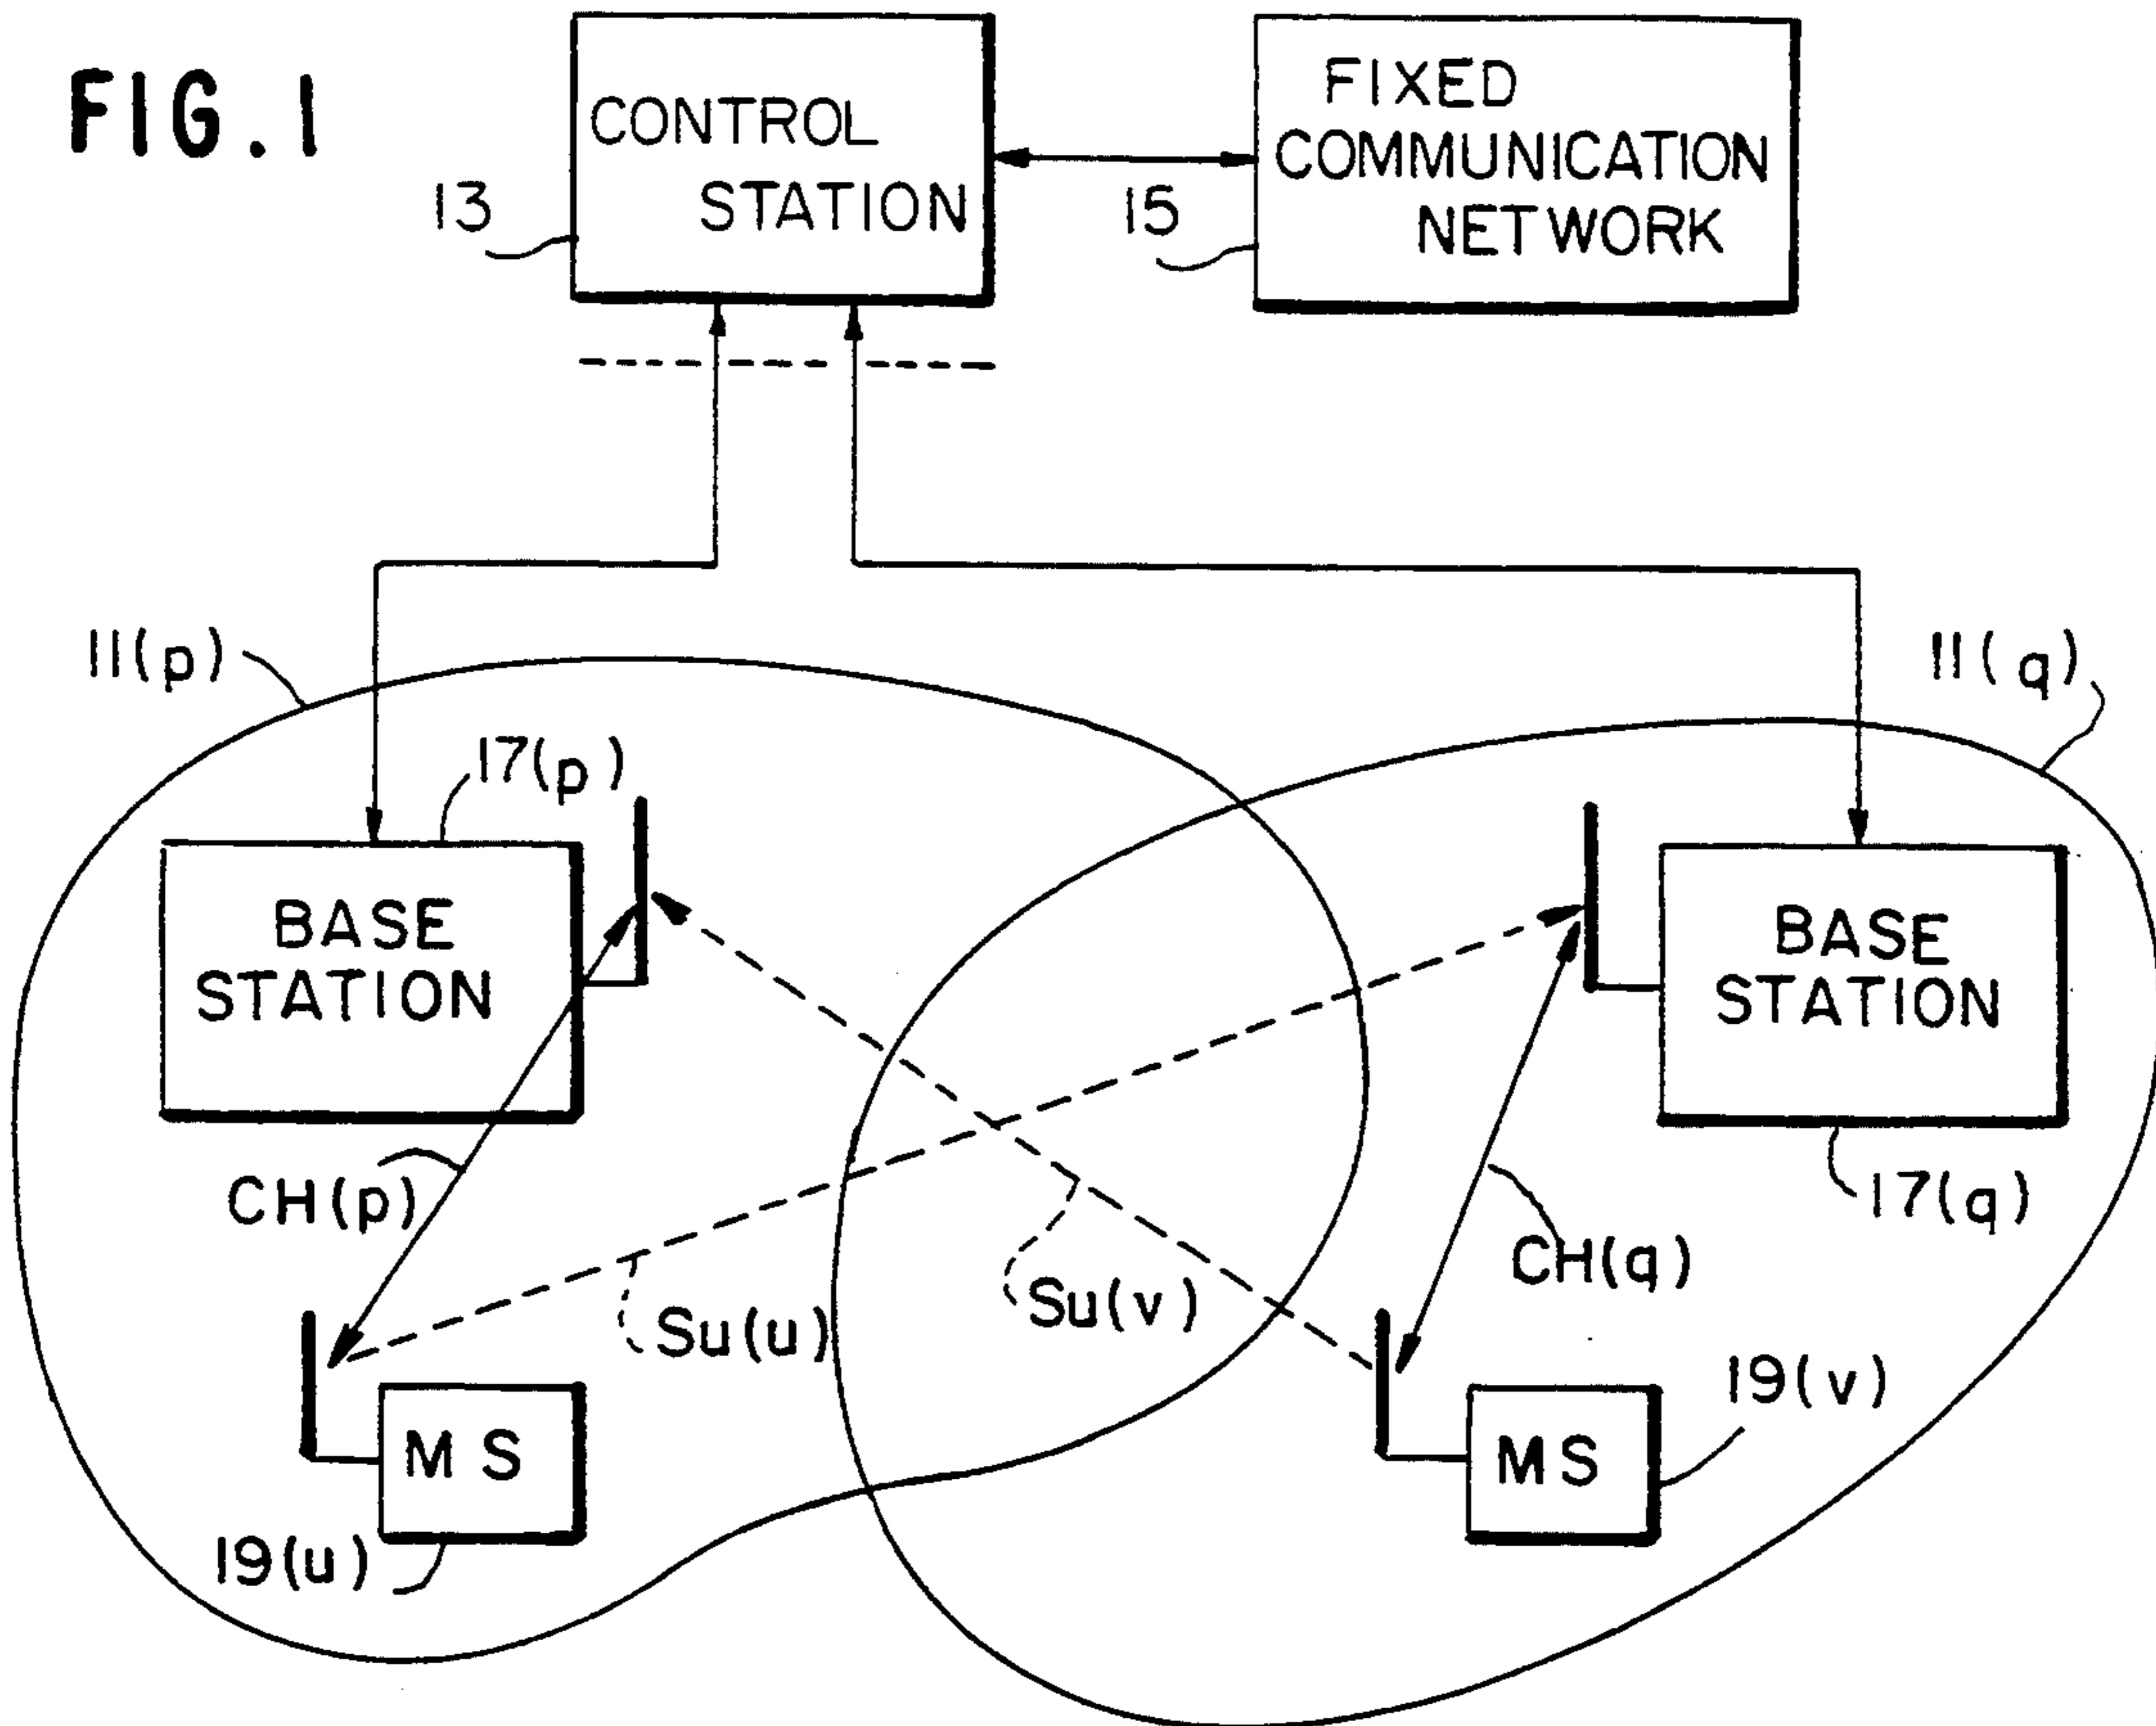 FIG. 1
CONTROL
STATION
13
FIXED
COMMUNICATION
NETWORK
15
11(p)
11(q)
17(p)
BASE
STATION
BASE
STATION
17(q)
CH(p)
CH(q)
Su(u)
Su(v)
MS
19(u)
MS
19(v)